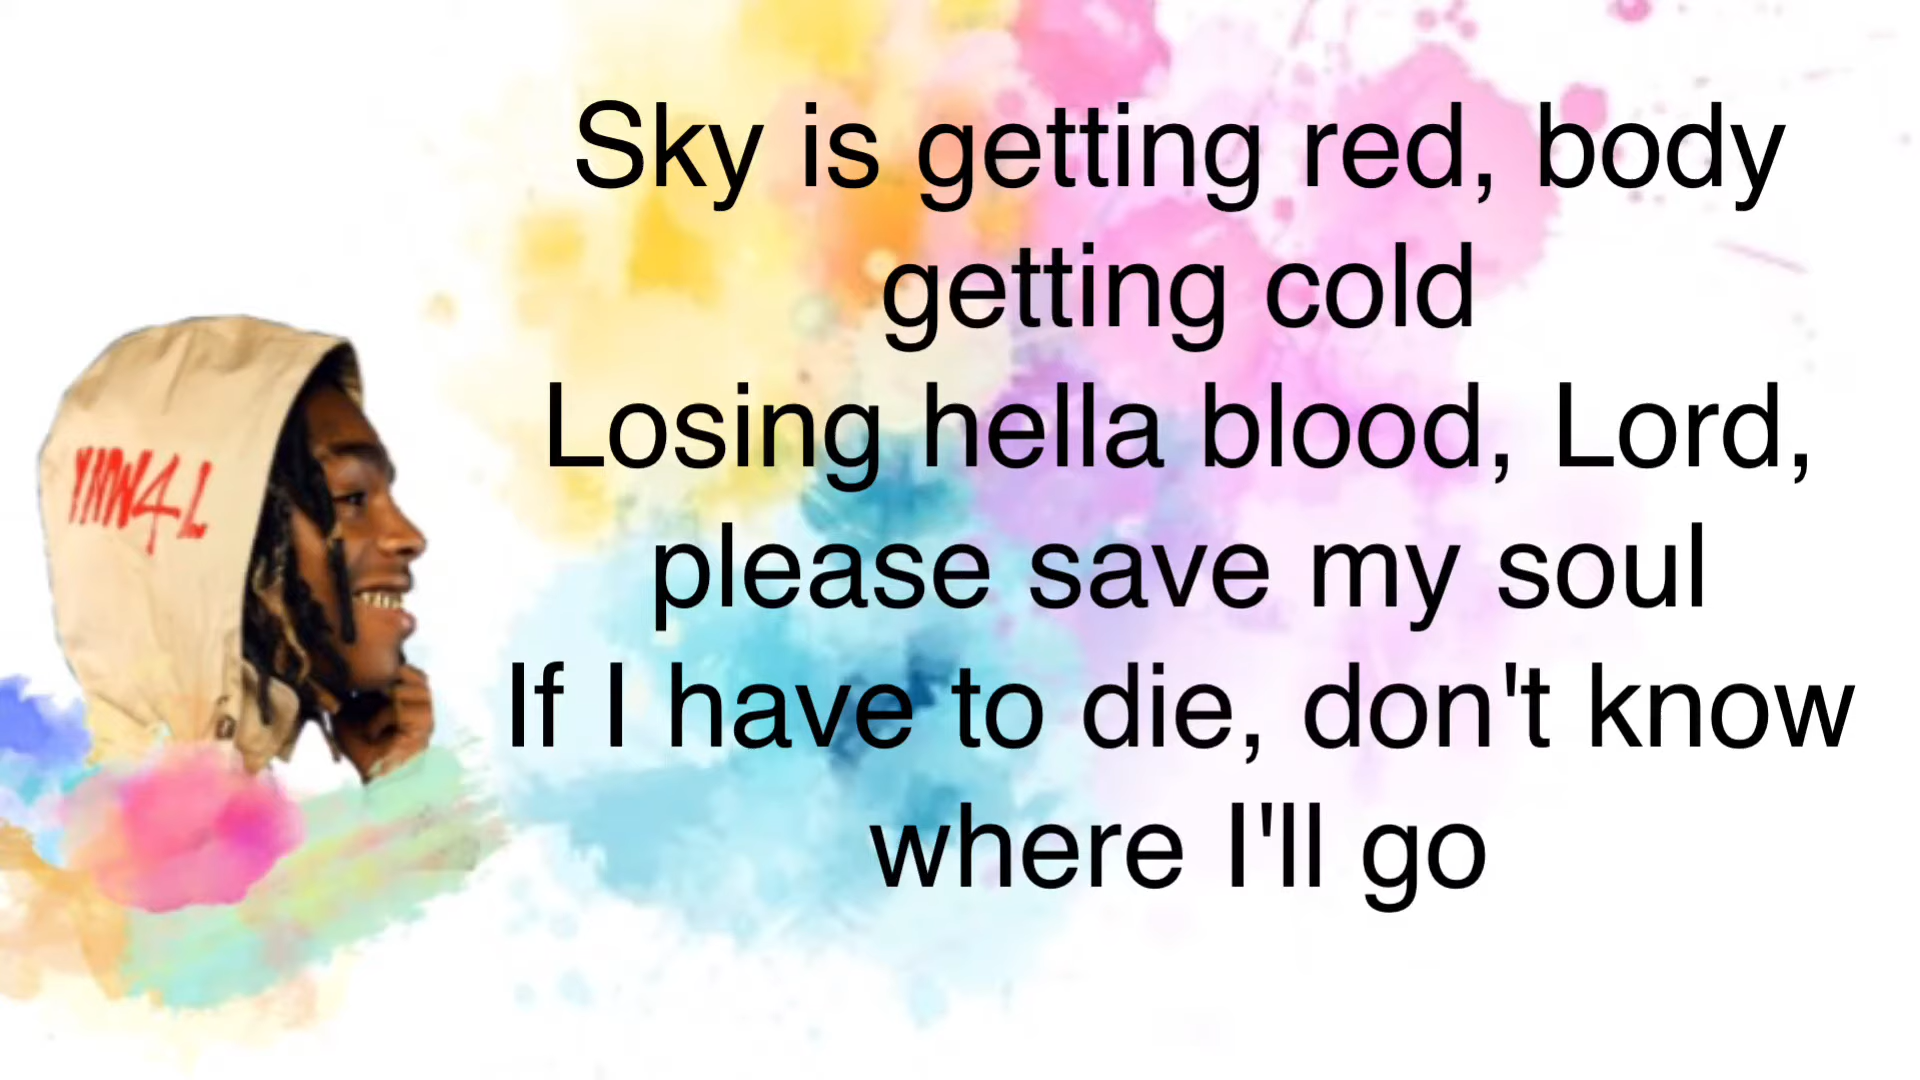 YNW4L
Sky is getting red, body
getting cold
Losing hella blood, Lord,
please save my soul
If I have to die, don't know
where I'll go